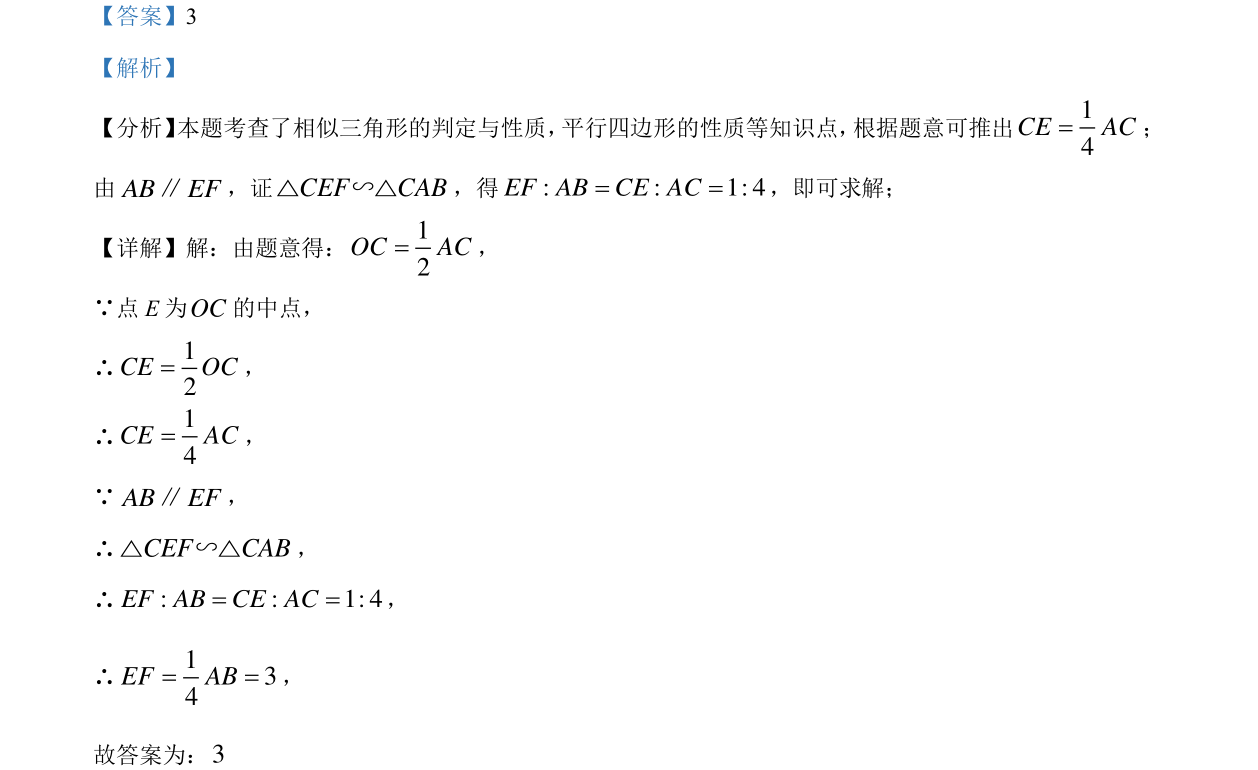 【答案】3
【解析】
【分析】本题考查了相似三角形的判定与性质，平行四边形的性质等知识点，根据题意可推出CE = 1/4 AC；
由 AB∥EF，证△CEF∽△CAB，得EF : AB = CE : AC = 1 : 4，即可求解；
【详解】解：由题意得：OC = 1/2 AC，
∵点 E 为OC 的中点，
∴CE = 1/2 OC，
∴CE = 1/4 AC，
∵ AB∥EF，
∴△CEF∽△CAB，
∴EF : AB = CE : AC = 1 : 4，
∴EF = 1/4 AB = 3，
故答案为：3